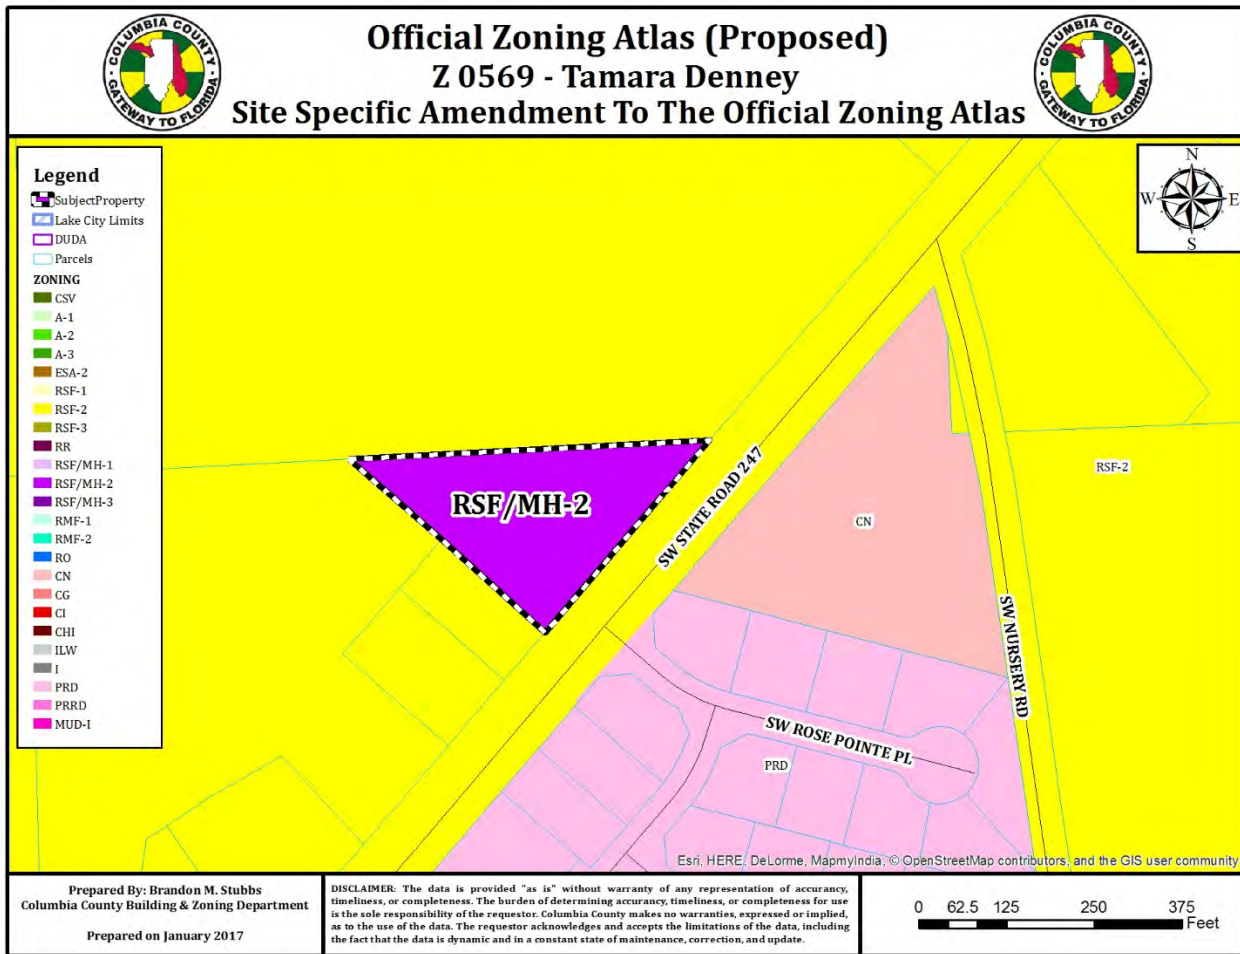 COLUMBIA COUNTY
GATEWAY TO FLORIDA
Official Zoning Atlas (Proposed)
Z 0569 - Tamara Denney
Site Specific Amendment To The Official Zoning Atlas
COLUMBIA COUNTY
GATEWAY TO FLORIDA
Legend
SubjectProperty
Lake City Limits
DUDA
Parcels
ZONING
CSV
A-1
A-2
A-3
ESA-2
RSF-1
RSF-2
RSF-3
RR
RSF/MH-1
RSF/MH-2
RSF/MH-3
RMF-1
RMF-2
RO
CN
CG
CI
CHI
ILW
I
PRD
PRRD
MUD-I
N
W
E
S
RSF/MH-2
SW STATE ROAD 247
CN
RSF-2
SW NURSERY RD
SW ROSE POINTE PL
PRD
Esri, HERE, DeLorme, MapmyIndia, © OpenStreetMap contributors, and the GIS user community
Prepared By: Brandon M. Stubbs
Columbia County Building & Zoning Department
Prepared on January 2017
DISCLAIMER: The data is provided "as is" without warranty of any representation of accurancy,
timeliness, or completeness. The burden of determining accuracy, timeliness, or completeness for use
is the sole responsibility of the requestor. Columbia County makes no warranties, expressed or implied,
as to the use of the data. The requestor acknowledges and accepts the limitations of the data, including
the fact that the data is dynamic and in a constant state of maintenance, correction, and update.
0 62.5 125 250 375
Feet